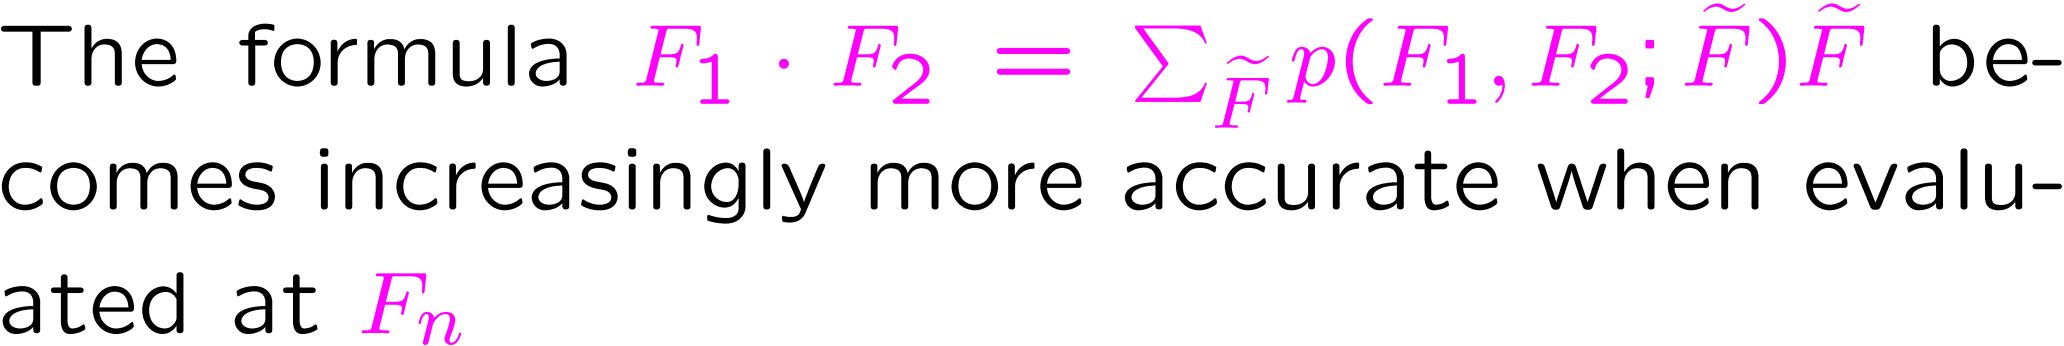 The formula $F_1 \cdot F_2 = \sum_{\widetilde{F}} p(F_1, F_2; \widetilde{F})\widetilde{F}$ be-
comes increasingly more accurate when evalu-
ated at $F_n$